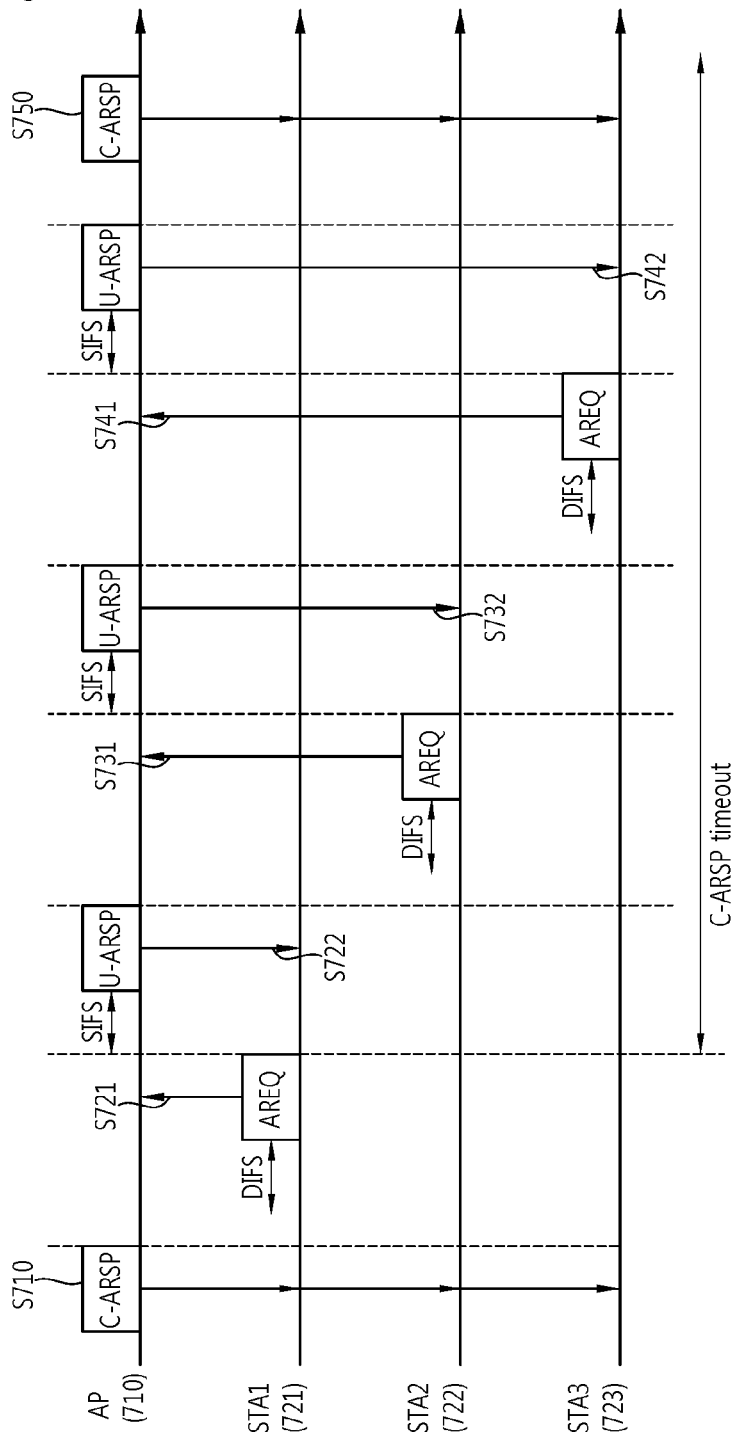 S710
C-ARSP
AP
(710)
STA1
(721)
STA2
(722)
STA3
(723)
DIFS
AREQ
S721
SIFS
U-ARSP
S722
DIFS
AREQ
S731
SIFS
U-ARSP
S732
DIFS
AREQ
S741
SIFS
U-ARSP
S742
S750
C-ARSP
C-ARSP timeout